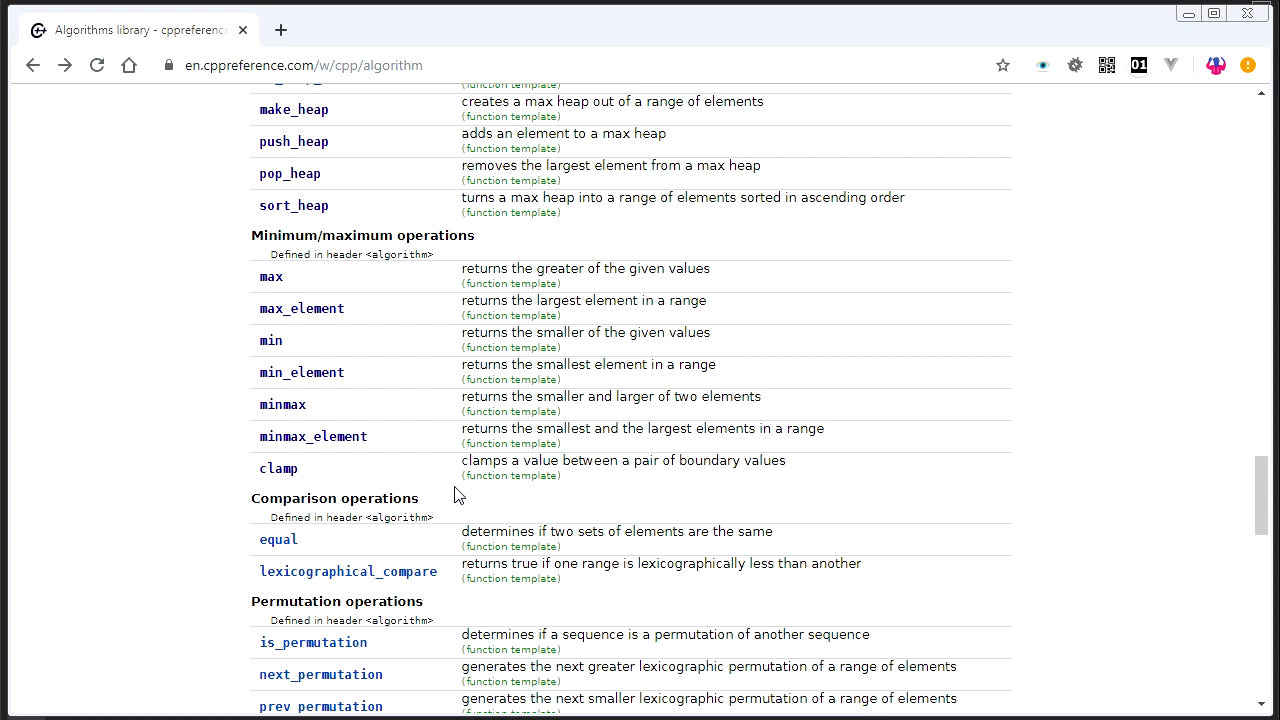 Algorithms library - cppreference
en.cppreference.com/w/cpp/algorithm
01
(function template)
make_heap creates a max heap out of a range of elements
(function template)
push_heap adds an element to a max heap
(function template)
pop_heap removes the largest element from a max heap
(function template)
sort_heap turns a max heap into a range of elements sorted in ascending order
(function template)
Minimum/maximum operations
Defined in header <algorithm>
max returns the greater of the given values
(function template)
max_element returns the largest element in a range
(function template)
min returns the smaller of the given values
(function template)
min_element returns the smallest element in a range
(function template)
minmax returns the smaller and larger of two elements
(function template)
minmax_element returns the smallest and the largest elements in a range
(function template)
clamp clamps a value between a pair of boundary values
(function template)
Comparison operations
Defined in header <algorithm>
equal determines if two sets of elements are the same
(function template)
lexicographical_compare returns true if one range is lexicographically less than another
(function template)
Permutation operations
Defined in header <algorithm>
is_permutation determines if a sequence is a permutation of another sequence
(function template)
next_permutation generates the next greater lexicographic permutation of a range of elements
(function template)
prev_permutation generates the next smaller lexicographic permutation of a range of elements
(function template)